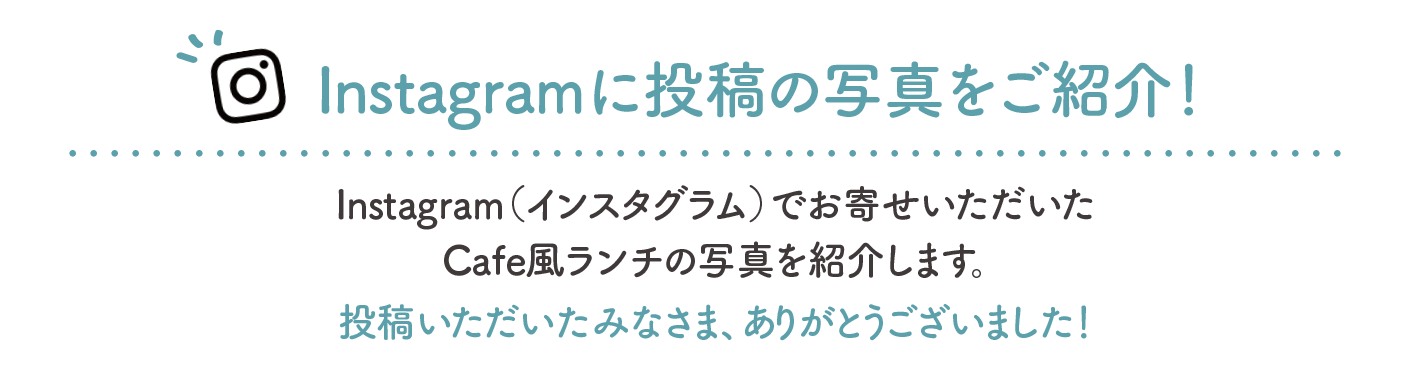 Instagramに投稿の写真をご紹介!
Instagram(インスタグラム)でお寄せいただいた
Cafe風ランチの写真を紹介します。
投稿いただいたみなさま、ありがとうございました!